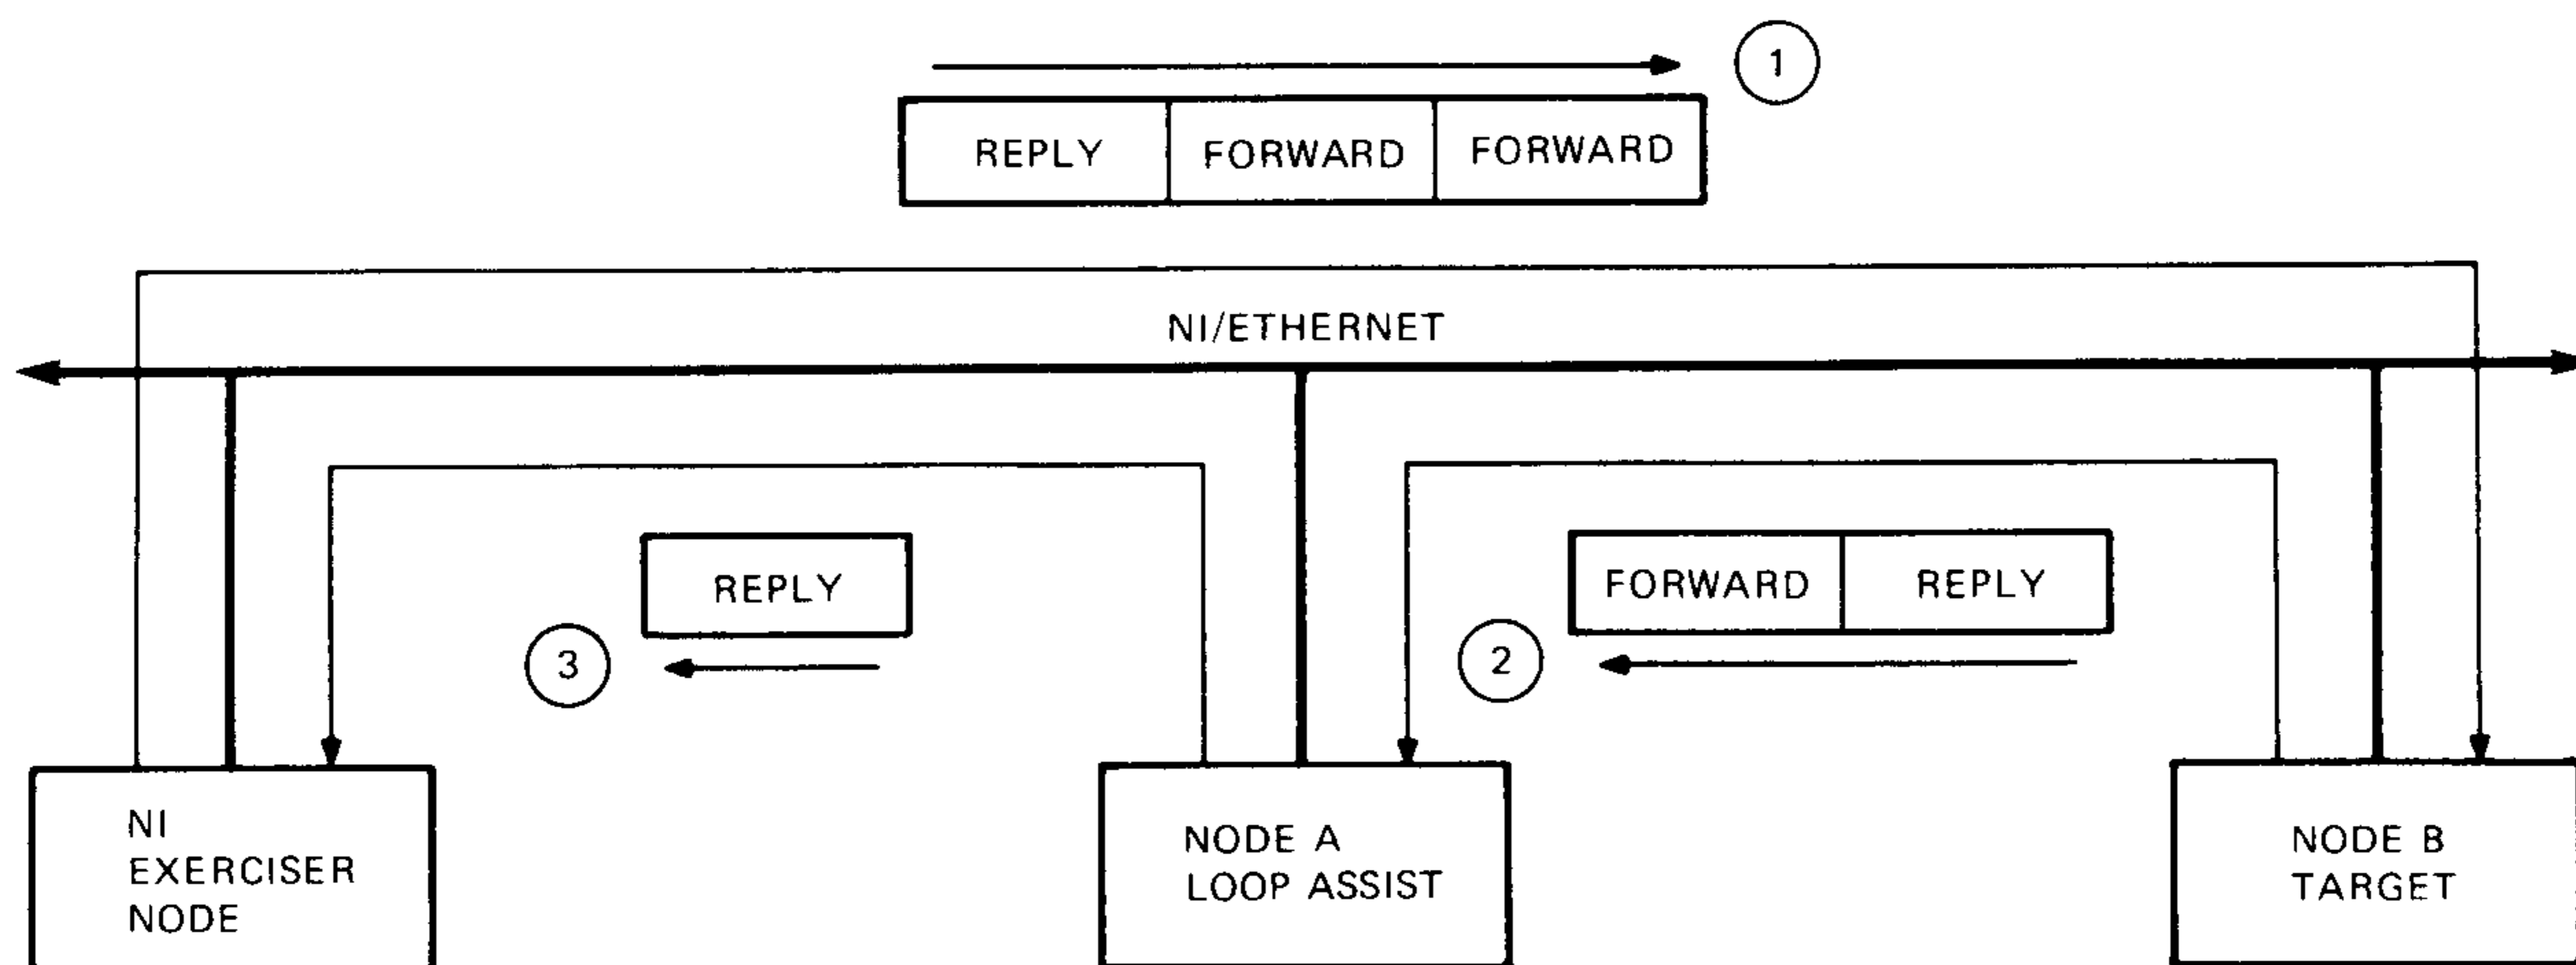 1
REPLY FORWARD FORWARD
NI/ETHERNET
REPLY
3
FORWARD REPLY
2
NI
EXERCISER
NODE
NODE A
LOOP ASSIST
NODE B
TARGET